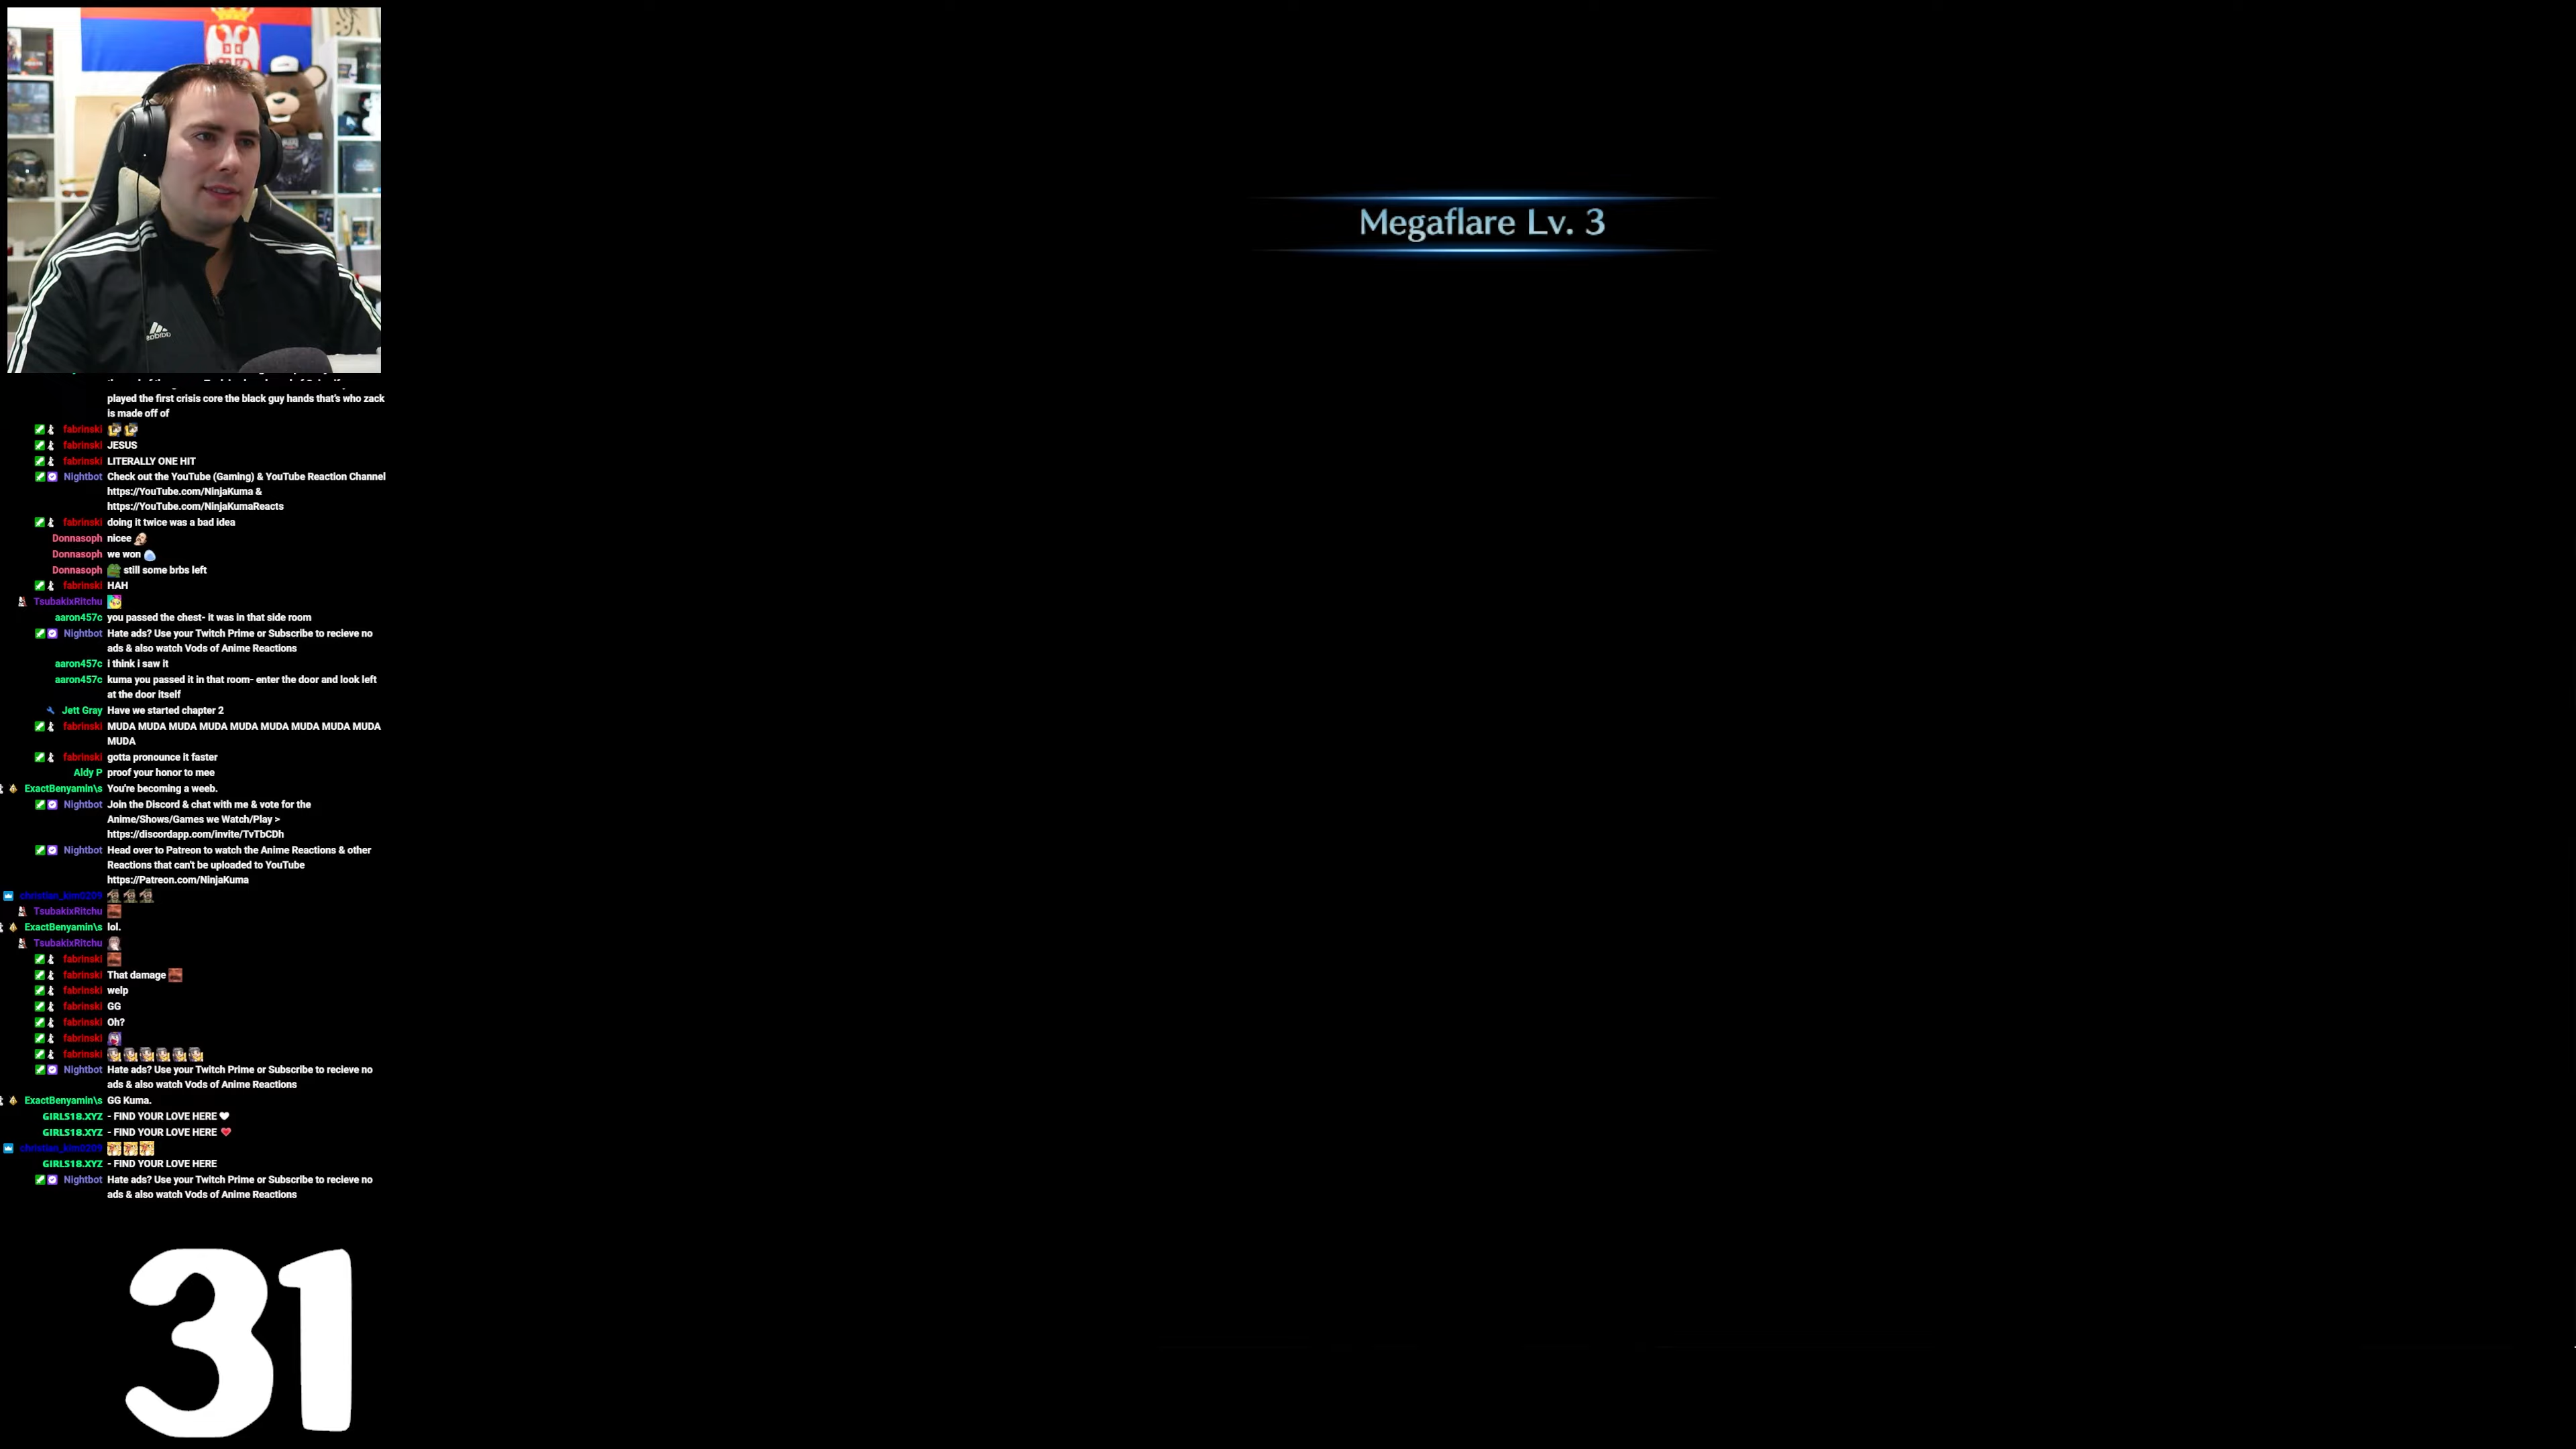 Megaflare Lv. 3
adidas
played the first crisis core the black guy hands that's who zack
is made off of
fabrinski
fabrinski JESUS
fabrinski LITERALLY ONE HIT
Nightbot Check out the YouTube (Gaming) & YouTube Reaction Channel
https://YouTube.com/NinjaKuma &
https://YouTube.com/NinjaKumaReacts
fabrinski doing it twice was a bad idea
Donnasoph nicee
Donnasoph we won
Donnasoph still some brbs left
fabrinski HAH
TsubakixRitchu
aaron457c you passed the chest- it was in that side room
Nightbot Hate ads? Use your Twitch Prime or Subscribe to recieve no
ads & also watch Vods of Anime Reactions
aaron457c i think i saw it
aaron457c kuma you passed it in that room- enter the door and look left
at the door itself
Jett Gray Have we started chapter 2
fabrinski MUDA MUDA MUDA MUDA MUDA MUDA MUDA MUDA MUDA
MUDA
fabrinski gotta pronounce it faster
Aldy P proof your honor to mee
ExactBenyamin\s You're becoming a weeb.
Nightbot Join the Discord & chat with me & vote for the
Anime/Shows/Games we Watch/Play >
https://discordapp.com/invite/TvTbCDh
Nightbot Head over to Patreon to watch the Anime Reactions & other
Reactions that can't be uploaded to YouTube
https://Patreon.com/NinjaKuma
christian_kim0209
TsubakixRitchu
ExactBenyamin\s lol.
TsubakixRitchu
fabrinski
fabrinski That damage
fabrinski welp
fabrinski GG
fabrinski Oh?
fabrinski
fabrinski
Nightbot Hate ads? Use your Twitch Prime or Subscribe to recieve no
ads & also watch Vods of Anime Reactions
ExactBenyamin\s GG Kuma.
GIRLS18.XYZ - FIND YOUR LOVE HERE
GIRLS18.XYZ - FIND YOUR LOVE HERE
christian_kim0209
GIRLS18.XYZ - FIND YOUR LOVE HERE
Nightbot Hate ads? Use your Twitch Prime or Subscribe to recieve no
ads & also watch Vods of Anime Reactions
31